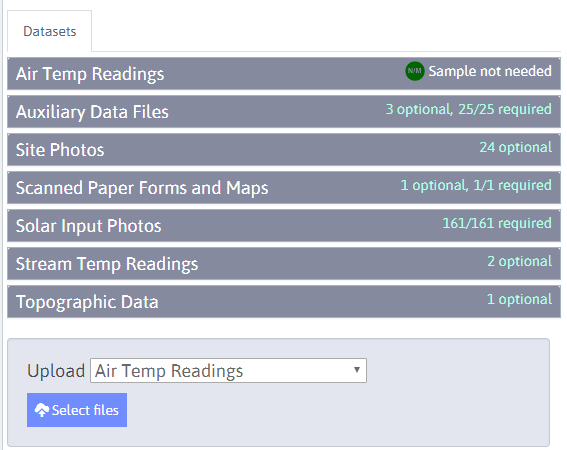 Datasets
Air Temp Readings N/M Sample not needed
Auxiliary Data Files 3 optional, 25/25 required
Site Photos 24 optional
Scanned Paper Forms and Maps 1 optional, 1/1 required
Solar Input Photos 161/161 required
Stream Temp Readings 2 optional
Topographic Data 1 optional
Upload Air Temp Readings
Select files